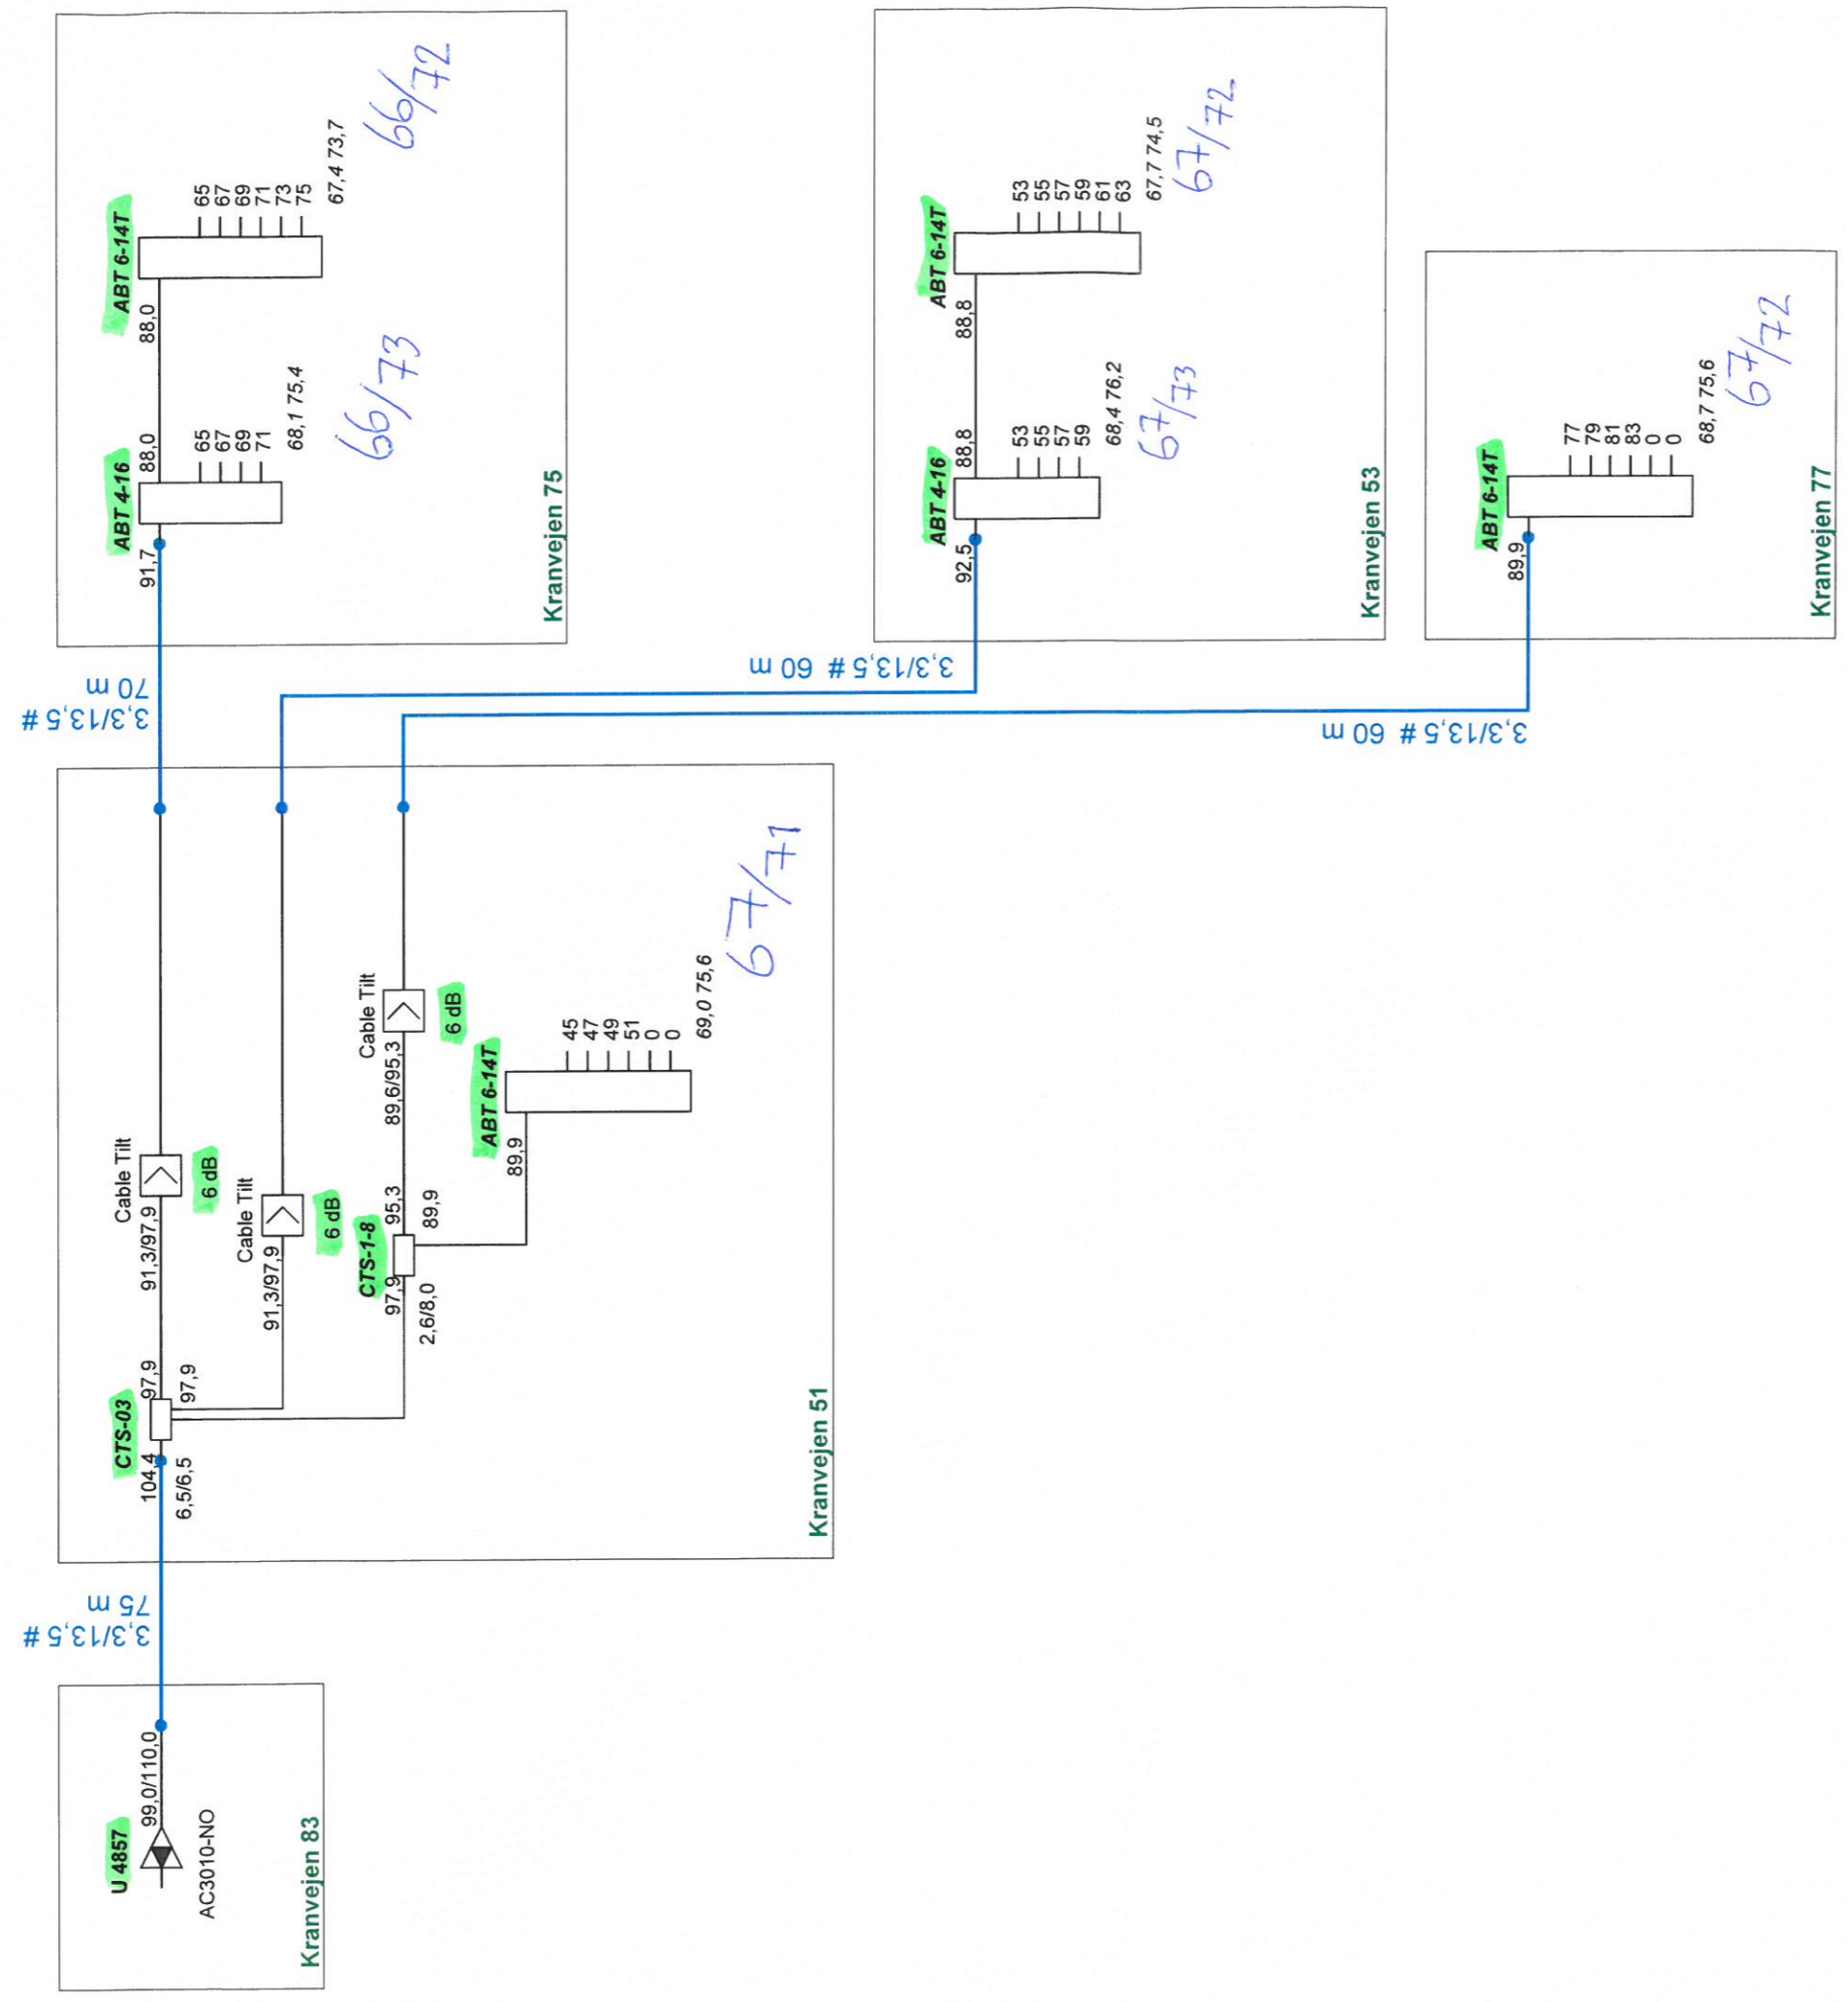 U 4857
99,0/110,0
AC3010-NO
Kranvejen 83
3,3/13,5 #
75 m
CTS-03
104,4
97,9
6,5/6,5
97,9
91,3/97,9
Cable Tilt
6 dB
91,3/97,9
Cable Tilt
6 dB
CTS-1-8
97,9
95,3
2,6/8,0
89,9
89,6/95,3
Cable Tilt
6 dB
ABT 6-14T
89,9
45
47
49
51
0
0
69,0 75,6
67/71
Kranvejen 51
3,3/13,5 #
70 m
ABT 4-16
91,7
88,0
65
67
69
71
68,1 75,4
66/73
ABT 6-14T
88,0
65
67
69
71
73
75
67,4 73,7
66/72
Kranvejen 75
3,3/13,5 # 60 m
ABT 4-16
92,5
88,8
53
55
57
59
68,4 76,2
67/73
ABT 6-14T
88,8
53
55
57
59
61
63
67,7 74,5
67/72
Kranvejen 53
3,3/13,5 # 60 m
ABT 6-14T
89,9
77
79
81
83
0
0
68,7 75,6
67/72
Kranvejen 77